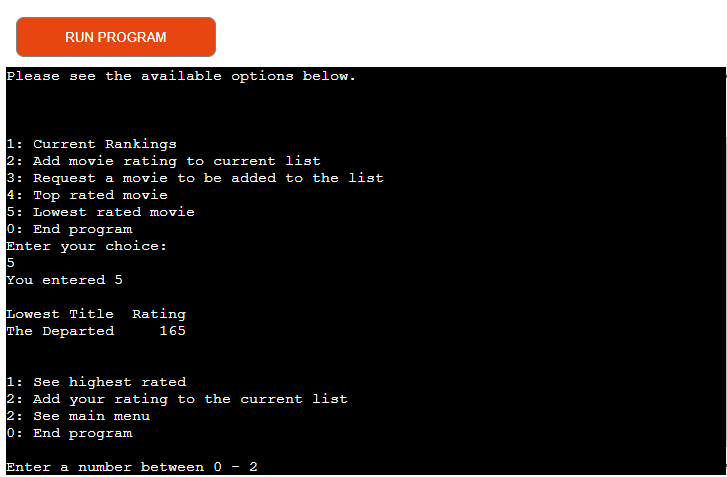 RUN PROGRAM
Please see the available options below.
1: Current Rankings
2: Add movie rating to current list
3: Request a movie to be added to the list
4: Top rated movie
5: Lowest rated movie
0: End program
Enter your choice:
5
You entered 5
Lowest Title  Rating
The Departed     165
1: See highest rated
2: Add your rating to the current list
2: See main menu
0: End program
Enter a number between 0 - 2